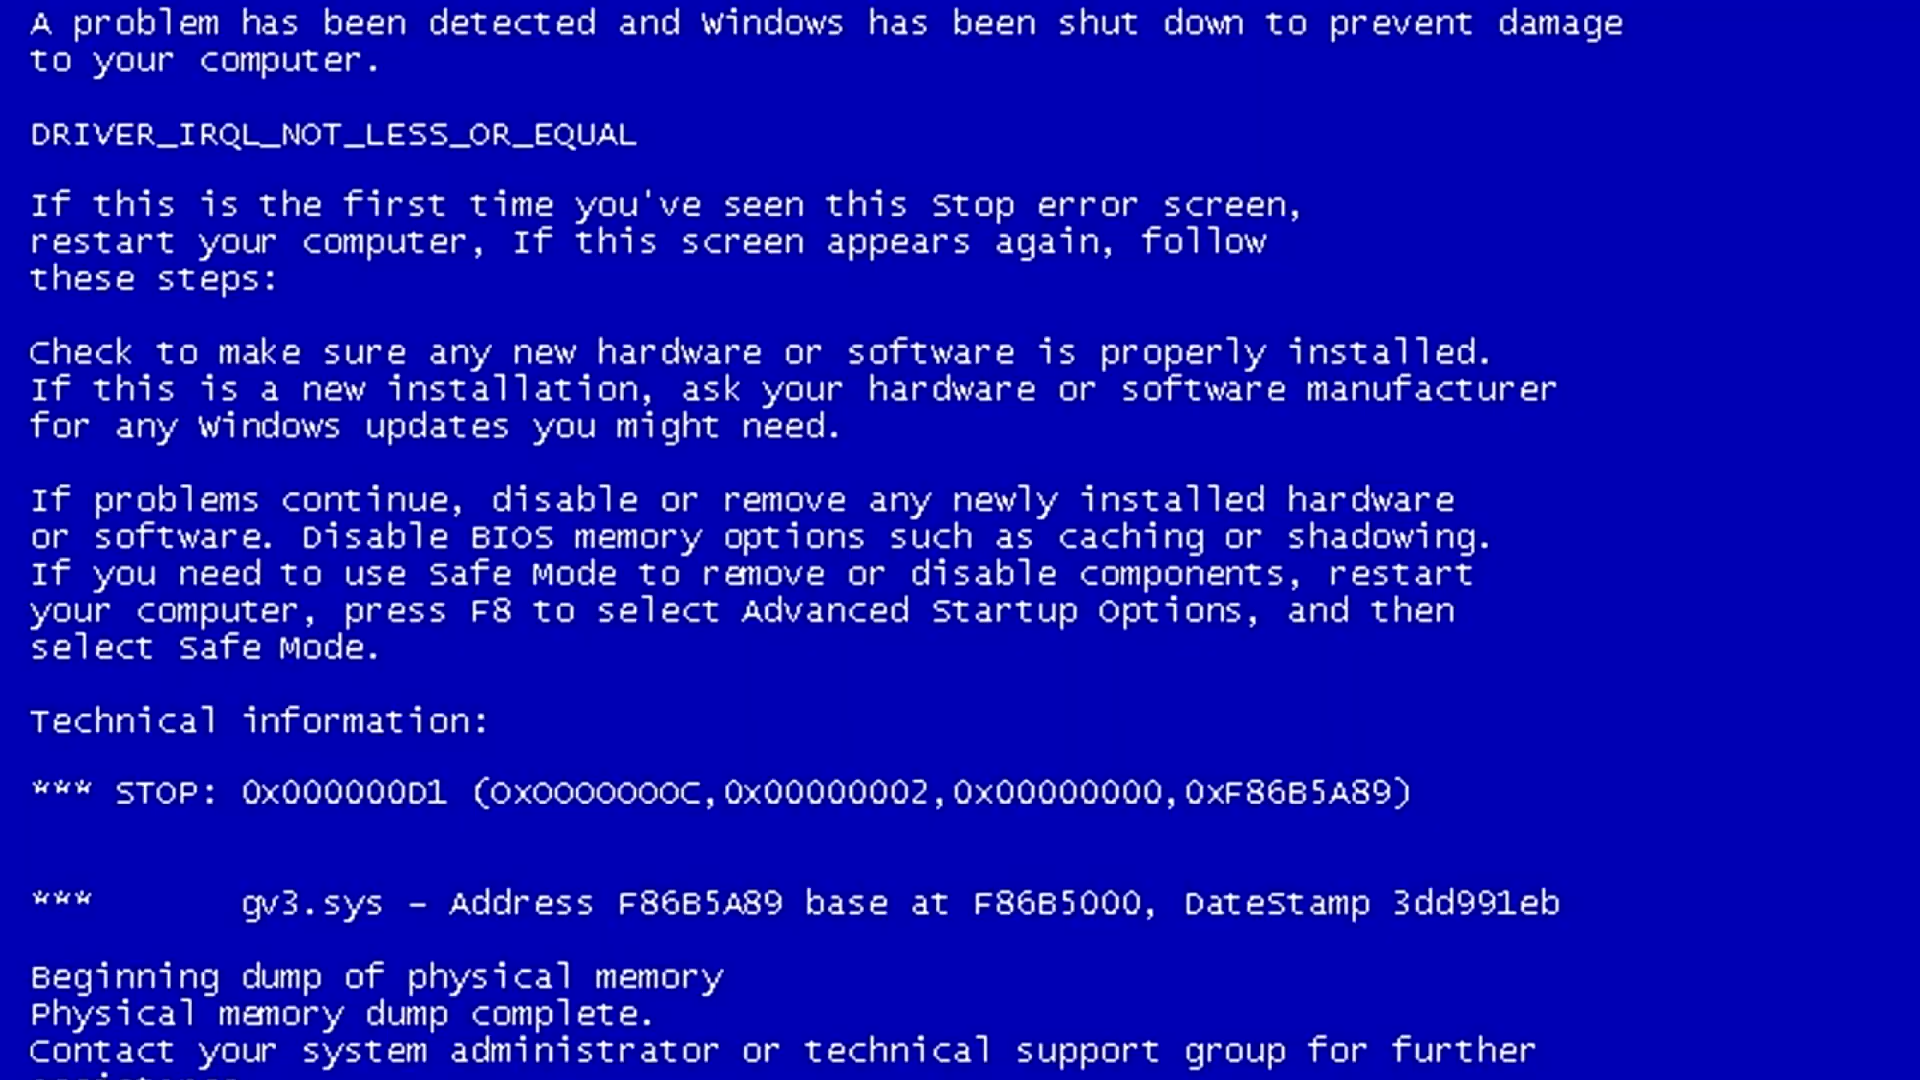 A problem has been detected and Windows has been shut down to prevent damage
to your computer.
DRIVER_IRQL_NOT_LESS_OR_EQUAL
If this is the first time you've seen this Stop error screen,
restart your computer, If this screen appears again, follow
these steps:
Check to make sure any new hardware or software is properly installed.
If this is a new installation, ask your hardware or software manufacturer
for any Windows updates you might need.
If problems continue, disable or remove any newly installed hardware
or software. Disable BIOS memory options such as caching or shadowing.
If you need to use Safe Mode to remove or disable components, restart
your computer, press F8 to select Advanced Startup Options, and then
select Safe Mode.
Technical information:
*** STOP: 0x000000D1 (0x0000000C,0x00000002,0x00000000,0xF86B5A89)
*** gv3.sys – Address F86B5A89 base at F86B5000, DateStamp 3dd991eb
Beginning dump of physical memory
Physical memory dump complete.
Contact your system administrator or technical support group for further